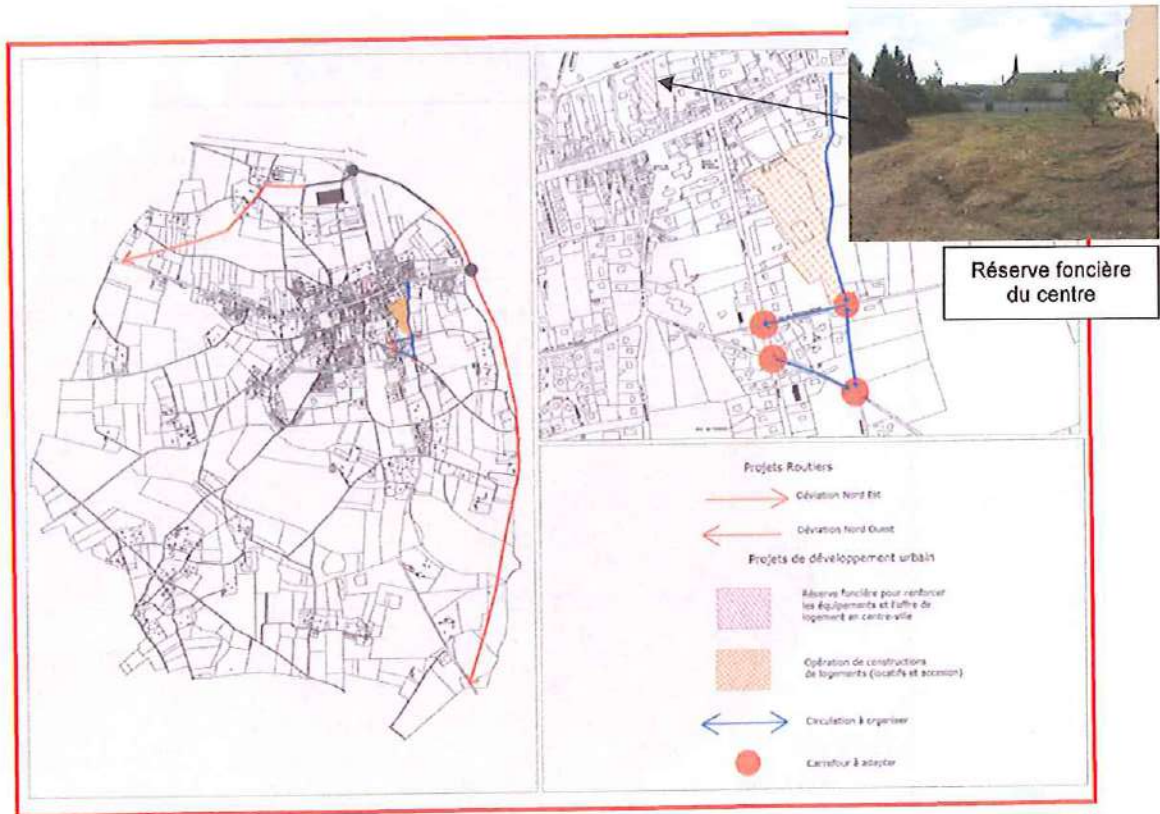 Réserve foncière
du centre
Projets Routiers
Déviation Nord Est
Déviation Nord Ouest
Projets de développement urbain
Réserve foncière pour renforcer
les équipements et l'offre de
logement en centre-ville
Opération de constructions
de logements (locatifs et accession)
Circulation à organiser
Carrefour à adapter